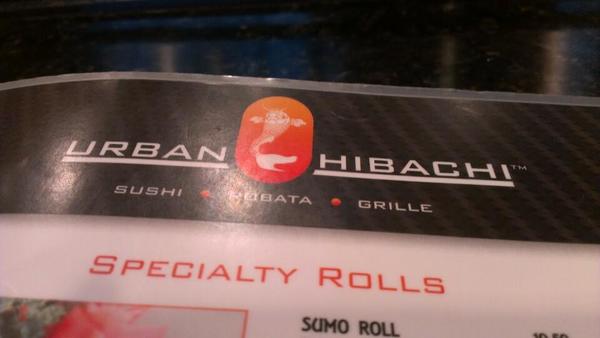 URBAN HIBACHI™
SUSHI • ROBATA • GRILLE
SPECIALTY ROLLS
SUMO ROLL